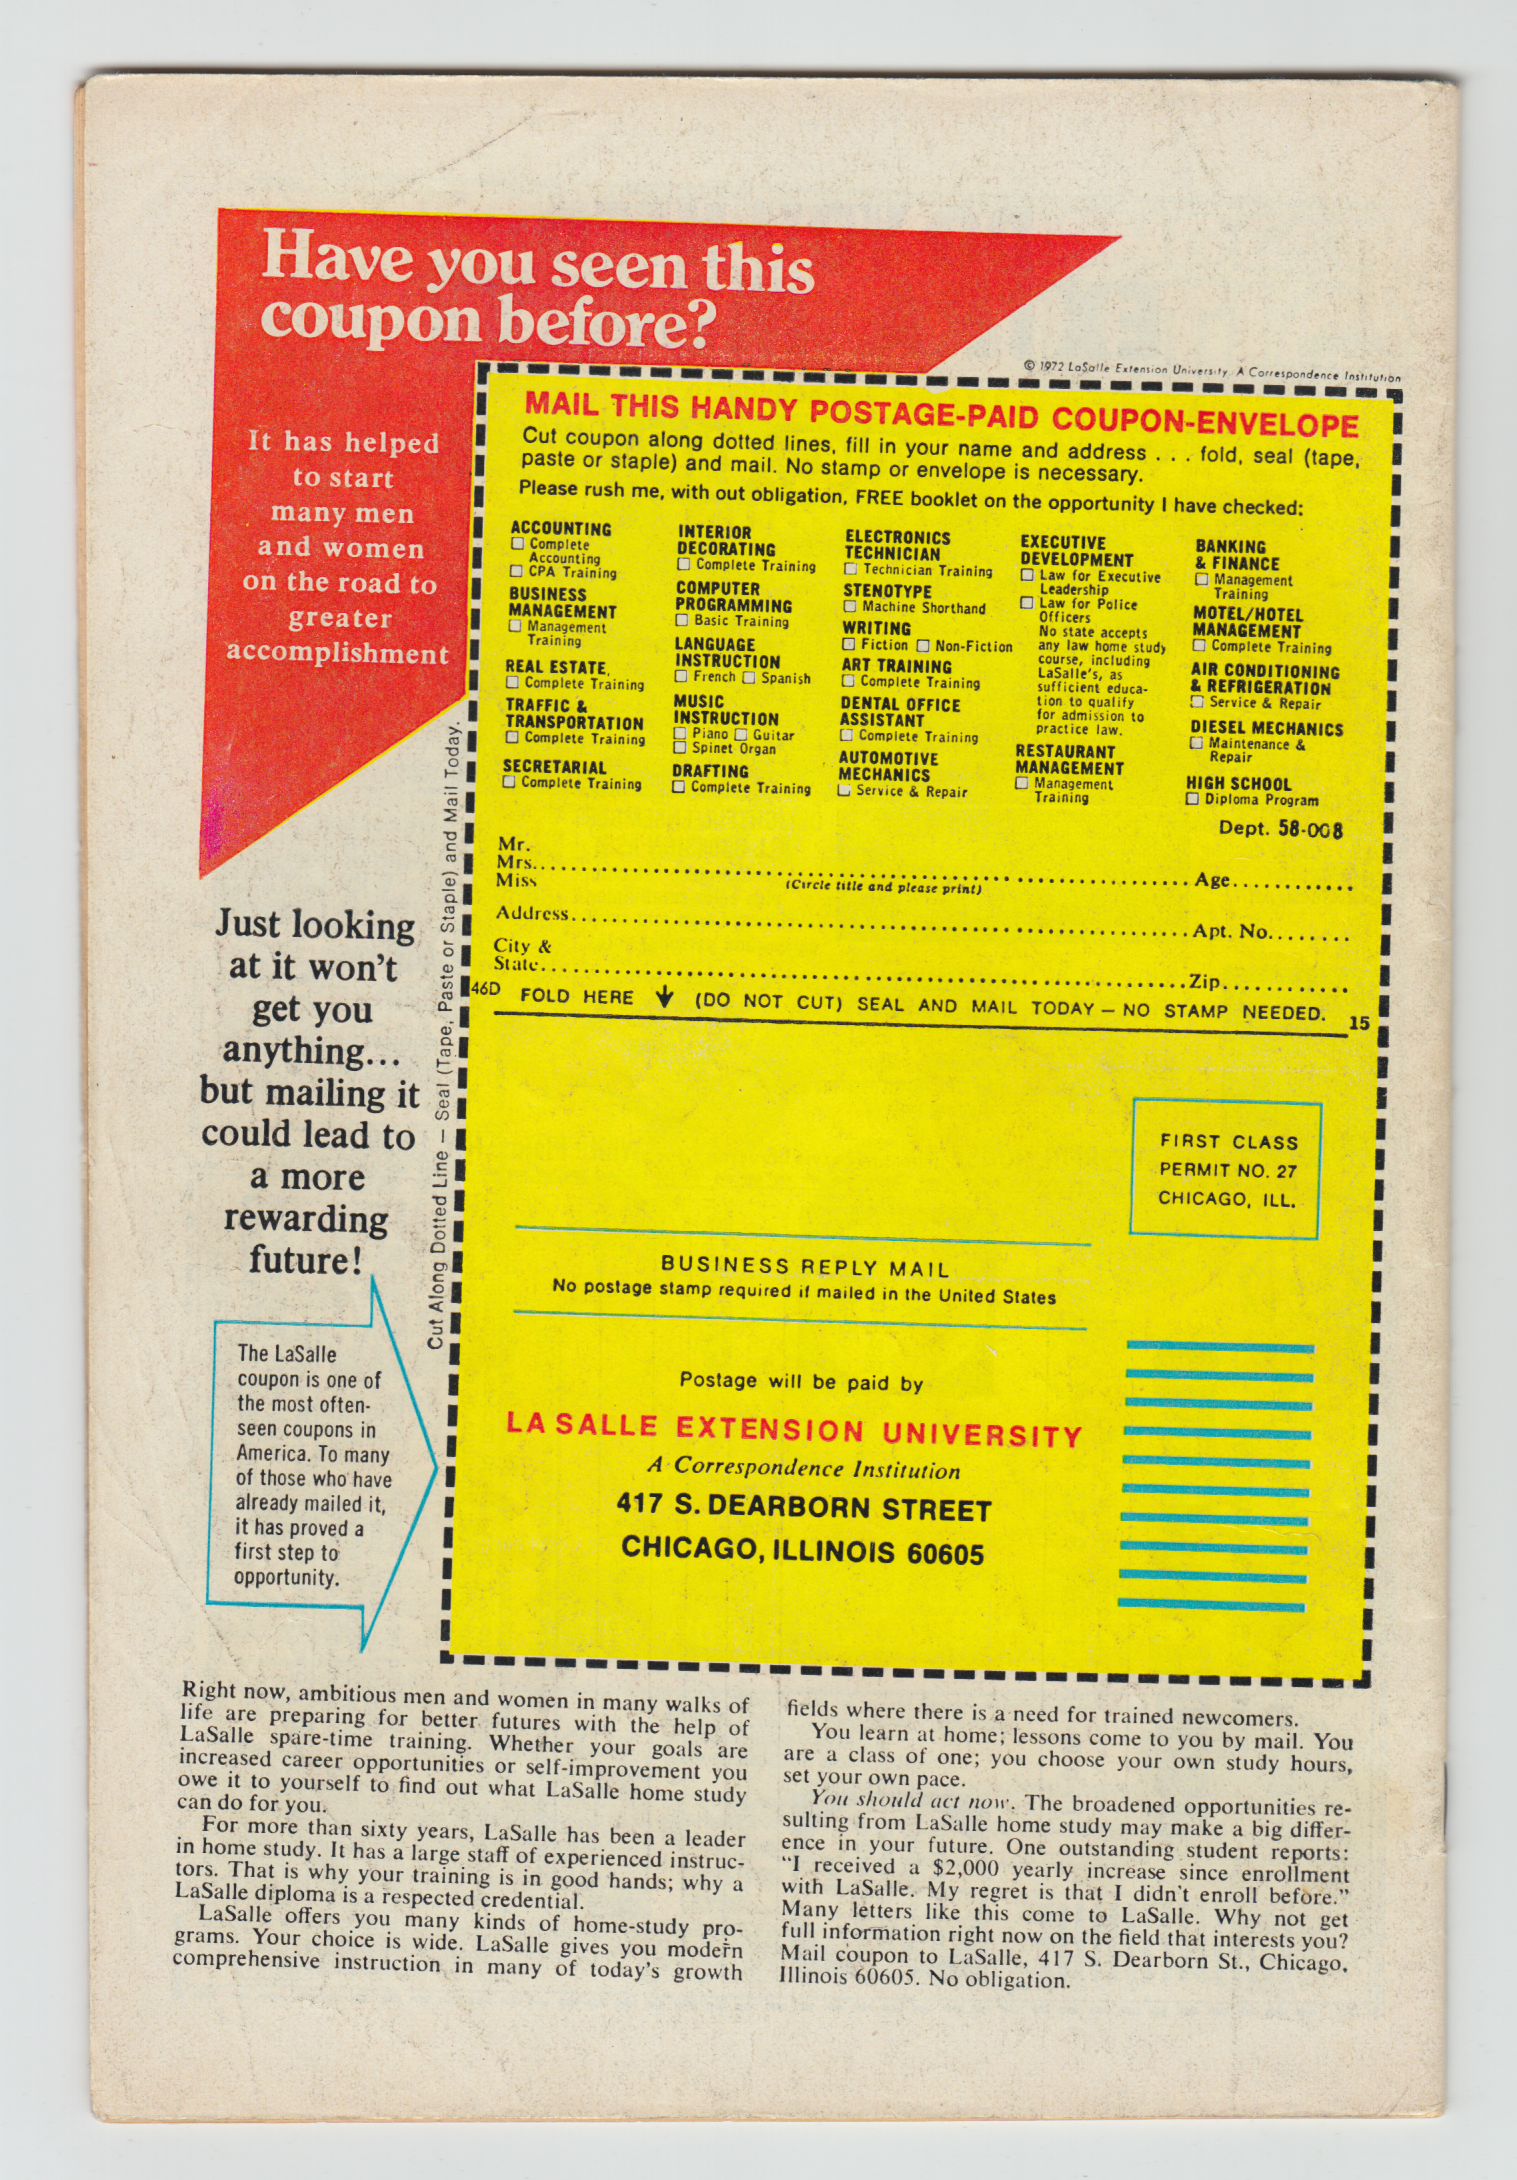 Have you seen this
coupon before?
It has helped
to start
many men
and women
on the road to
greater
accomplishment
© 1972 LaSalle Extension University A Correspondence Institution
MAIL THIS HANDY POSTAGE-PAID COUPON-ENVELOPE
Cut coupon along dotted lines, fill in your name and address . . . fold, seal (tape,
paste or staple) and mail. No stamp or envelope is necessary.
Please rush me, with out obligation, FREE booklet on the opportunity I have checked:
ACCOUNTING
☐ Complete
Accounting
☐ CPA Training
BUSINESS
MANAGEMENT
☐ Management
Training
REAL ESTATE
☐ Complete Training
TRAFFIC &
TRANSPORTATION
☐ Complete Training
SECRETARIAL
☐ Complete Training
INTERIOR
DECORATING
☐ Complete Training
COMPUTER
PROGRAMMING
☐ Basic Training
LANGUAGE
INSTRUCTION
☐ French ☐ Spanish
MUSIC
INSTRUCTION
☐ Piano ☐ Guitar
☐ Spinet Organ
DRAFTING
☐ Complete Training
ELECTRONICS
TECHNICIAN
☐ Technician Training
STENOTYPE
☐ Machine Shorthand
WRITING
☐ Fiction ☐ Non-Fiction
ART TRAINING
☐ Complete Training
DENTAL OFFICE
ASSISTANT
☐ Complete Training
AUTOMOTIVE
MECHANICS
☐ Service & Repair
EXECUTIVE
DEVELOPMENT
☐ Law for Executive
Leadership
☐ Law for Police
Officers
No state accepts
any law home study
course, including
LaSalle's, as
sufficient educa-
tion to qualify
for admission to
practice law.
RESTAURANT
MANAGEMENT
☐ Management
Training
BANKING
& FINANCE
☐ Management
Training
MOTEL/HOTEL
MANAGEMENT
☐ Complete Training
AIR CONDITIONING
& REFRIGERATION
☐ Service & Repair
DIESEL MECHANICS
☐ Maintenance &
Repair
HIGH SCHOOL
☐ Diploma Program
Dept. 58-008
Mr.
Mrs. Age
Miss (Circle title and please print)
Address Apt. No.
City &
State Zip
46D FOLD HERE ↓ (DO NOT CUT) SEAL AND MAIL TODAY — NO STAMP NEEDED. 15
Cut Along Dotted Line — Seal (Tape, Paste or Staple) and Mail Today.
Just looking
at it won't
get you
anything...
but mailing it
could lead to
a more
rewarding
future!
The LaSalle
coupon is one of
the most often-
seen coupons in
America. To many
of those who have
already mailed it,
it has proved a
first step to
opportunity.
FIRST CLASS
PERMIT NO. 27
CHICAGO, ILL.
BUSINESS REPLY MAIL
No postage stamp required if mailed in the United States
Postage will be paid by
LA SALLE EXTENSION UNIVERSITY
A Correspondence Institution
417 S. DEARBORN STREET
CHICAGO, ILLINOIS 60605
Right now, ambitious men and women in many walks of
life are preparing for better futures with the help of
LaSalle spare-time training. Whether your goals are
increased career opportunities or self-improvement you
owe it to yourself to find out what LaSalle home study
can do for you.
For more than sixty years, LaSalle has been a leader
in home study. It has a large staff of experienced instruc-
tors. That is why your training is in good hands; why a
LaSalle diploma is a respected credential.
LaSalle offers you many kinds of home-study pro-
grams. Your choice is wide. LaSalle gives you modern
comprehensive instruction in many of today's growth
fields where there is a need for trained newcomers.
You learn at home; lessons come to you by mail. You
are a class of one; you choose your own study hours,
set your own pace.
You should act now. The broadened opportunities re-
sulting from LaSalle home study may make a big differ-
ence in your future. One outstanding student reports:
"I received a $2,000 yearly increase since enrollment
with LaSalle. My regret is that I didn't enroll before."
Many letters like this come to LaSalle. Why not get
full information right now on the field that interests you?
Mail coupon to LaSalle, 417 S. Dearborn St., Chicago,
Illinois 60605. No obligation.